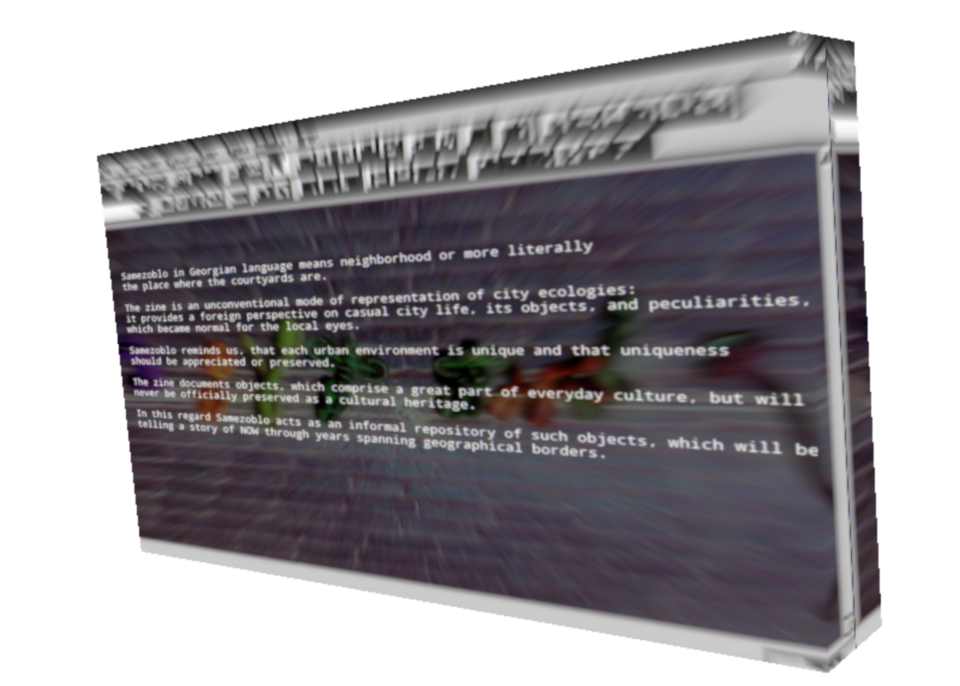 Samezoblo in Georgian language means neighborhood or more literally
the place where the courtyards are.
The zine is an unconventional mode of representation of city ecologies:
it provides a foreign perspective on casual city life, its objects, and peculiarities,
which became normal for the local eyes.
Samezoblo reminds us, that each urban environment is unique and that uniqueness
should be appreciated or preserved.
The zine documents objects, which comprise a great part of everyday culture, but will
never be officially preserved as a cultural heritage.
In this regard Samezoblo acts as an informal repository of such objects, which will be
telling a story of NOW through years spanning geographical borders.